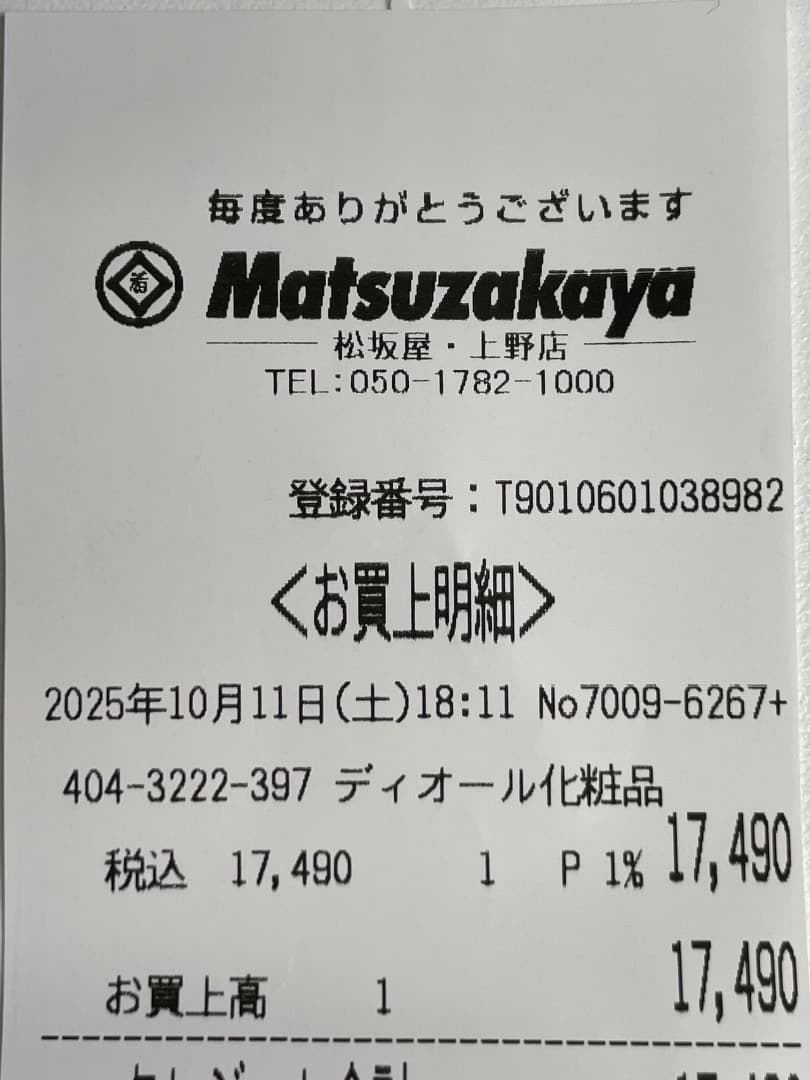 毎度ありがとうございます
Matsuzakaya
松坂屋・上野店
TEL:050-1782-1000
登録番号：T9010601038982
<お買上明細>
2025年10月11日(土)18:11 No7009-6267+
404-3222-397 ディオール化粧品
税込 17,490 1 P 1% 17,490
お買上高 1 17,490